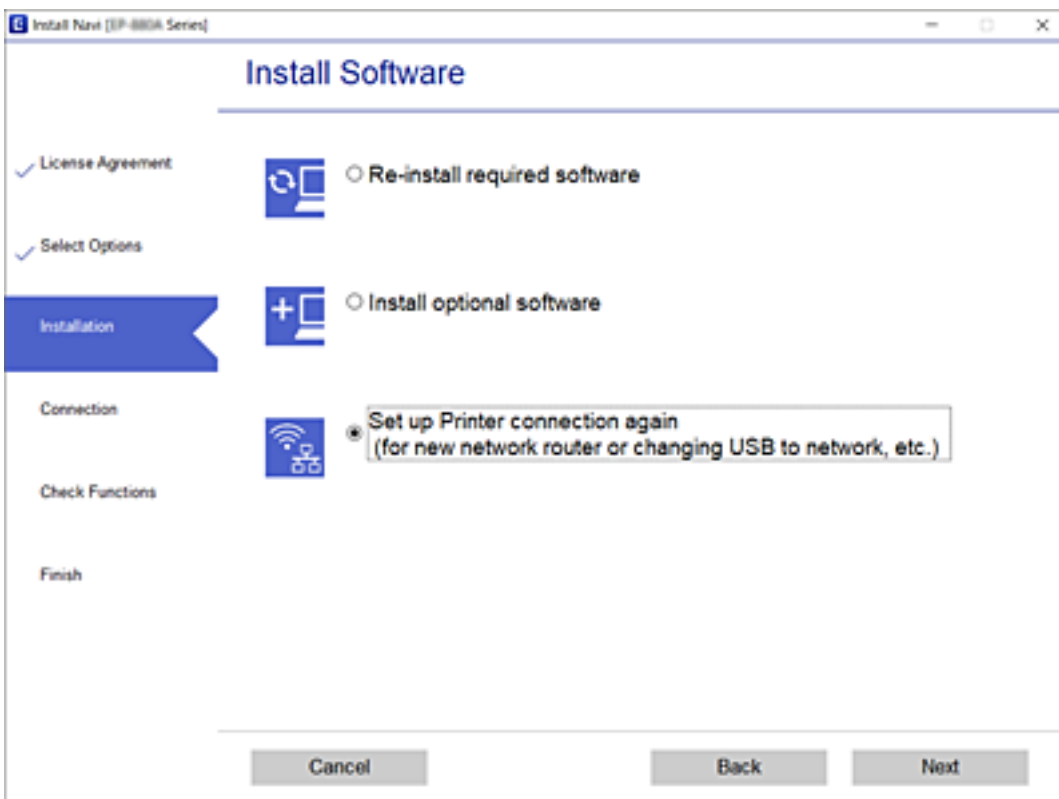 Install Navi [EP-880A Series]
Install Software
License Agreement
Select Options
Installation
Connection
Check Functions
Finish
Re-install required software
Install optional software
Set up Printer connection again
(for new network router or changing USB to network, etc.)
Cancel
Back
Next